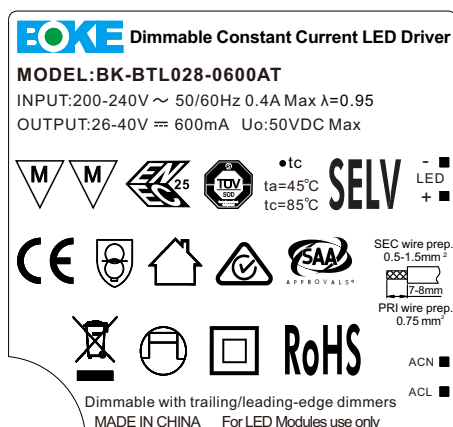 BOKE Dimmable Constant Current LED Driver
MODEL:BK-BTL028-0600AT
INPUT:200-240V ～ 50/60Hz 0.4A Max λ=0.95
OUTPUT:26-40V ⎓ 600mA Uo:50VDC Max
M M ENEC 25 TÜV SÜD
•tc
ta=45℃
tc=85℃
SELV
- ■
LED
+ ■
CE
SAA
APPROVALS®
SEC wire prep.
0.5-1.5mm²
7-8mm
PRI wire prep.
0.75 mm²
RoHS
ACN ■
ACL ■
Dimmable with trailing/leading-edge dimmers
MADE IN CHINA For LED Modules use only